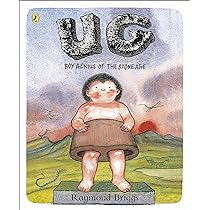 UG
BOY GENIUS OF THE STONE AGE
Raymond Briggs